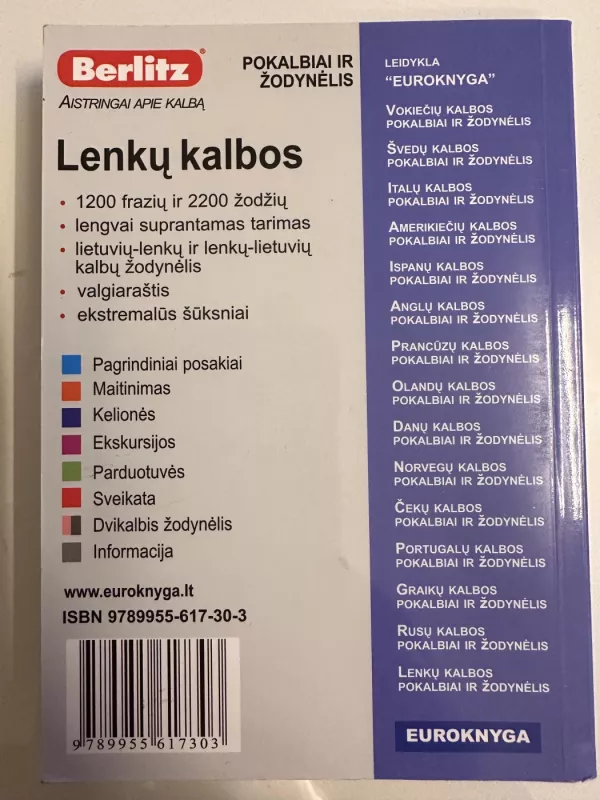 Berlitz®
AISTRINGAI APIE KALBĄ
POKALBIAI IR
ŽODYNĖLIS
Lenkų kalbos
• 1200 frazių ir 2200 žodžių
• lengvai suprantamas tarimas
• lietuvių-lenkų ir lenkų-lietuvių
kalbų žodynėlis
• valgiaraštis
• ekstremalūs šūksniai
Pagrindiniai posakiai
Maitinimas
Kelionės
Ekskursijos
Parduotuvės
Sveikata
Dvikalbis žodynėlis
Informacija
www.euroknyga.lt
ISBN 9789955-617-30-3
9 789955 617303
LEIDYKLA
"EUROKNYGA"
VOKIEČIŲ KALBOS
POKALBIAI IR ŽODYNĖLIS
ŠVEDŲ KALBOS
POKALBIAI IR ŽODYNĖLIS
ITALŲ KALBOS
POKALBIAI IR ŽODYNĖLIS
AMERIKIEČIŲ KALBOS
POKALBIAI IR ŽODYNĖLIS
ISPANŲ KALBOS
POKALBIAI IR ŽODYNĖLIS
ANGLŲ KALBOS
POKALBIAI IR ŽODYNĖLIS
PRANCŪZŲ KALBOS
POKALBIAI IR ŽODYNĖLIS
OLANDŲ KALBOS
POKALBIAI IR ŽODYNĖLIS
DANŲ KALBOS
POKALBIAI IR ŽODYNĖLIS
NORVEGŲ KALBOS
POKALBIAI IR ŽODYNĖLIS
ČEKŲ KALBOS
POKALBIAI IR ŽODYNĖLIS
PORTUGALŲ KALBOS
POKALBIAI IR ŽODYNĖLIS
GRAIKŲ KALBOS
POKALBIAI IR ŽODYNĖLIS
RUSŲ KALBOS
POKALBIAI IR ŽODYNĖLIS
LENKŲ KALBOS
POKALBIAI IR ŽODYNĖLIS
EUROKNYGA